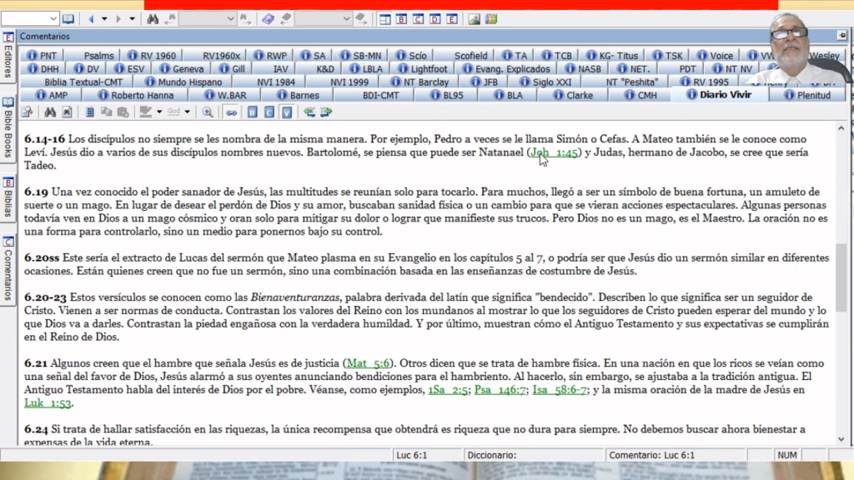 Comentarios
PNT Psalms RV 1960 RV1960x RWP SA SB-MN Scío Scofield TA TCB KG- Titus TSK Voice Wesley
DHH DV ESV Geneva Gill IAV K&D LBLA Lightfoot Evang. Explicados NASB NET. PDT NT NV
Biblia Textual-CMT Mundo Hispano NVI 1984 NVI 1999 NT Barclay JFB Siglo XXI NT "Peshita" RV 1995
AMP Roberto Hanna W.BAR Barnes BDI-CMT BL95 BLA Clarke CMH Diario Vivir Plenitud
Editores
Bible Books
Biblias
Comentarios
6.14-16 Los discípulos no siempre se les nombra de la misma manera. Por ejemplo, Pedro a veces se le llama Simón o Cefas. A Mateo también se le conoce como
Leví. Jesús dio a varios de sus discípulos nombres nuevos. Bartolomé, se piensa que puede ser Natanael (Joh_1:45) y Judas, hermano de Jacobo, se cree que sería
Tadeo.
6.19 Una vez conocido el poder sanador de Jesús, las multitudes se reunían solo para tocarlo. Para muchos, llegó a ser un símbolo de buena fortuna, un amuleto de
suerte o un mago. En lugar de desear el perdón de Dios y su amor, buscaban sanidad física o un cambio para que se vieran acciones espectaculares. Algunas personas
todavía ven en Dios a un mago cósmico y oran solo para mitigar su dolor o lograr que manifieste sus trucos. Pero Dios no es un mago, es el Maestro. La oración no es
una forma para controlarlo, sino un medio para ponernos bajo su control.
6.20ss Este sería el extracto de Lucas del sermón que Mateo plasma en su Evangelio en los capítulos 5 al 7, o podría ser que Jesús dio un sermón similar en diferentes
ocasiones. Están quienes creen que no fue un sermón, sino una combinación basada en las enseñanzas de costumbre de Jesús.
6.20-23 Estos versículos se conocen como las Bienaventuranzas, palabra derivada del latín que significa "bendecido". Describen lo que significa ser un seguidor de
Cristo. Vienen a ser normas de conducta. Contrastan los valores del Reino con los mundanos al mostrar lo que los seguidores de Cristo pueden esperar del mundo y lo
que Dios va a darles. Contrastan la piedad engañosa con la verdadera humildad. Y por último, muestran cómo el Antiguo Testamento y sus expectativas se cumplirán
en el Reino de Dios.
6.21 Algunos creen que el hambre que señala Jesús es de justicia (Mat_5:6). Otros dicen que se trata de hambre física. En una nación en que los ricos se veían como
una señal del favor de Dios, Jesús alarmó a sus oyentes anunciando bendiciones para el hambriento. Al hacerlo, sin embargo, se ajustaba a la tradición antigua. El
Antiguo Testamento habla del interés de Dios por el pobre. Véanse, como ejemplos, 1Sa_2:5; Psa_146:7; Isa_58:6-7; y la misma oración de la madre de Jesús en
Luk_1:53.
6.24 Si trata de hallar satisfacción en las riquezas, la única recompensa que obtendrá es riqueza que no dura para siempre. No debemos buscar ahora bienestar a
expensas de la vida eterna.
Luc 6:1 Diccionario: Comentario: Luc 6:1 NUM